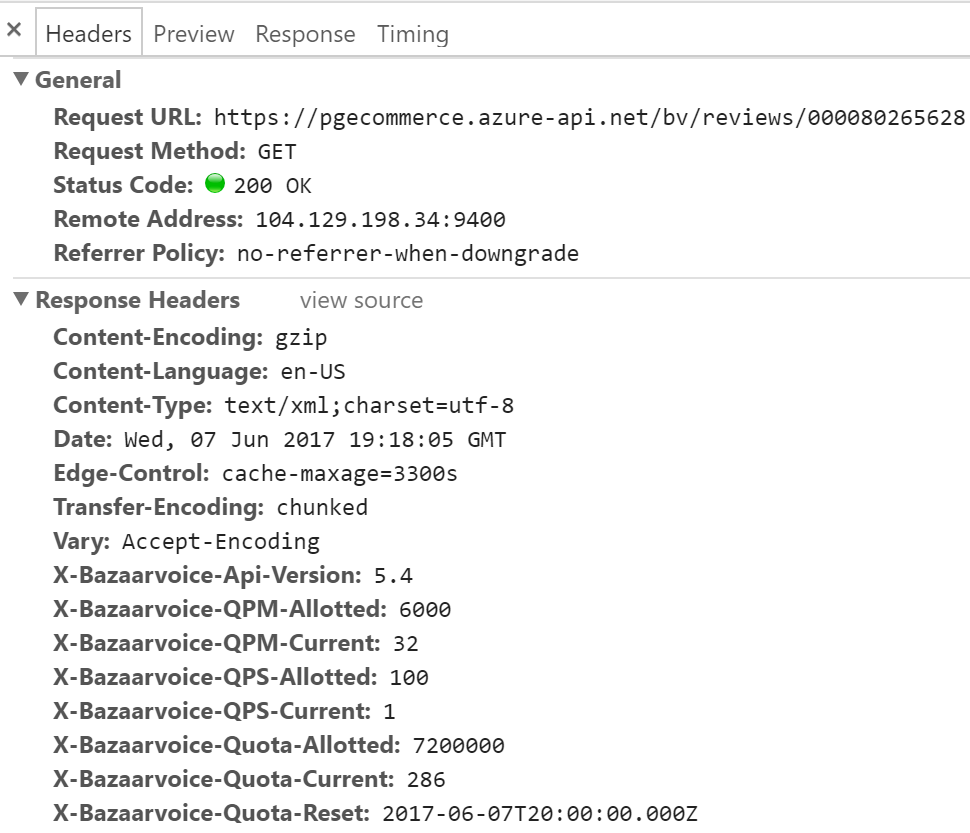 Headers Preview Response Timing
General
Request URL: https://pgecommerce.azure-api.net/bv/reviews/000080265628
Request Method: GET
Status Code: 200 OK
Remote Address: 104.129.198.34:9400
Referrer Policy: no-referrer-when-downgrade
Response Headers view source
Content-Encoding: gzip
Content-Language: en-US
Content-Type: text/xml;charset=utf-8
Date: Wed, 07 Jun 2017 19:18:05 GMT
Edge-Control: cache-maxage=3300s
Transfer-Encoding: chunked
Vary: Accept-Encoding
X-Bazaarvoice-Api-Version: 5.4
X-Bazaarvoice-QPM-Allotted: 6000
X-Bazaarvoice-QPM-Current: 32
X-Bazaarvoice-QPS-Allotted: 100
X-Bazaarvoice-QPS-Current: 1
X-Bazaarvoice-Quota-Allotted: 7200000
X-Bazaarvoice-Quota-Current: 286
X-Bazaarvoice-Quota-Reset: 2017-06-07T20:00:00.000Z